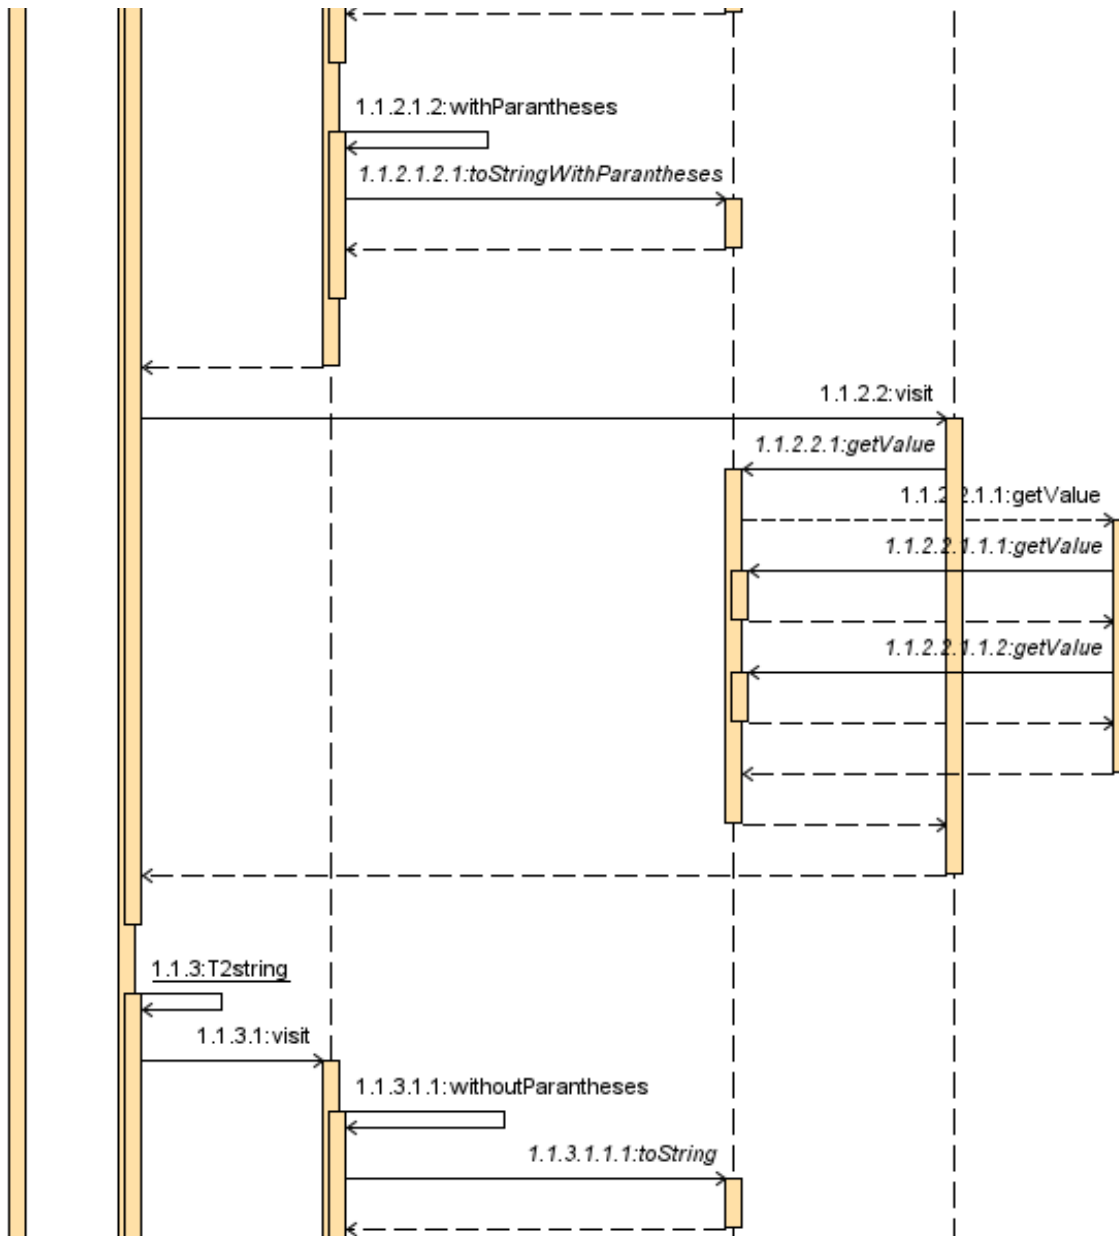 1.1.2.1.2:withParantheses
1.1.2.1.2.1:toStringWithParantheses
1.1.2.2:visit
1.1.2.2.1:getValue
1.1.2.2.1.1:getValue
1.1.2.2.1.1.1:getValue
1.1.2.2.1.1.2:getValue
1.1.3:T2string
1.1.3.1:visit
1.1.3.1.1:withoutParantheses
1.1.3.1.1.1:toString